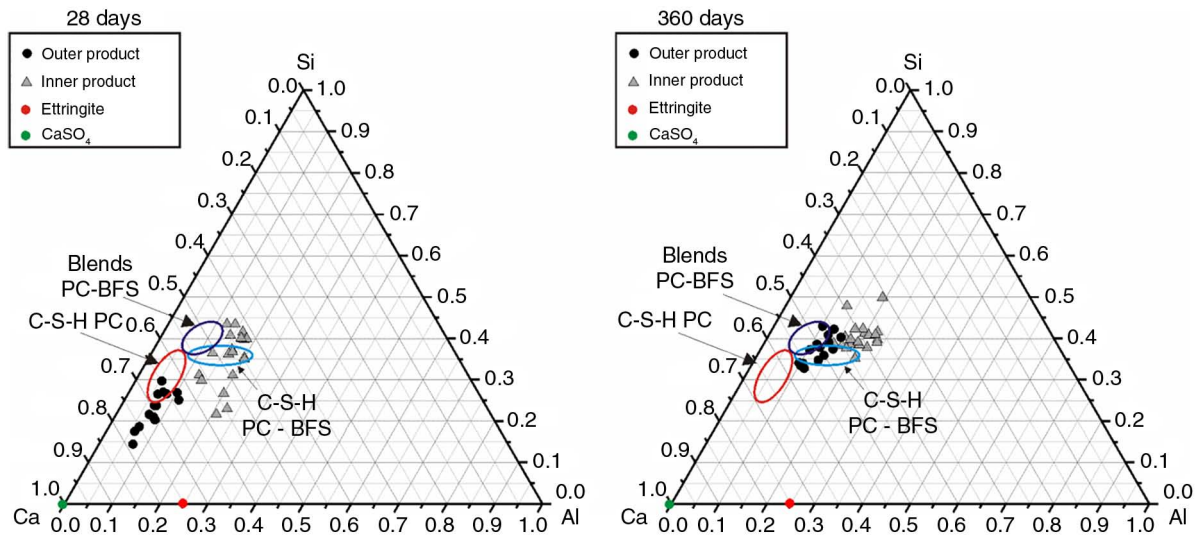 28 days
Outer product
Inner product
Ettringite
CaSO4
Si
0.0 1.0
0.1 0.9
0.2 0.8
0.3 0.7
0.4 0.6
Blends
PC-BFS
0.5 0.5
C-S-H PC 0.6 0.4
0.7 0.3
C-S-H
PC - BFS
0.8 0.2
0.9 0.1
1.0 0.0
Ca 0.0 0.1 0.2 0.3 0.4 0.5 0.6 0.7 0.8 0.9 1.0 Al
360 days
Outer product
Inner product
Ettringite
CaSO4
Si
0.0 1.0
0.1 0.9
0.2 0.8
0.3 0.7
0.4 0.6
Blends
PC-BFS
0.5 0.5
C-S-H PC 0.6 0.4
0.7 0.3
C-S-H
PC - BFS
0.8 0.2
0.9 0.1
1.0 0.0
Ca 0.0 0.1 0.2 0.3 0.4 0.5 0.6 0.7 0.8 0.9 1.0 Al